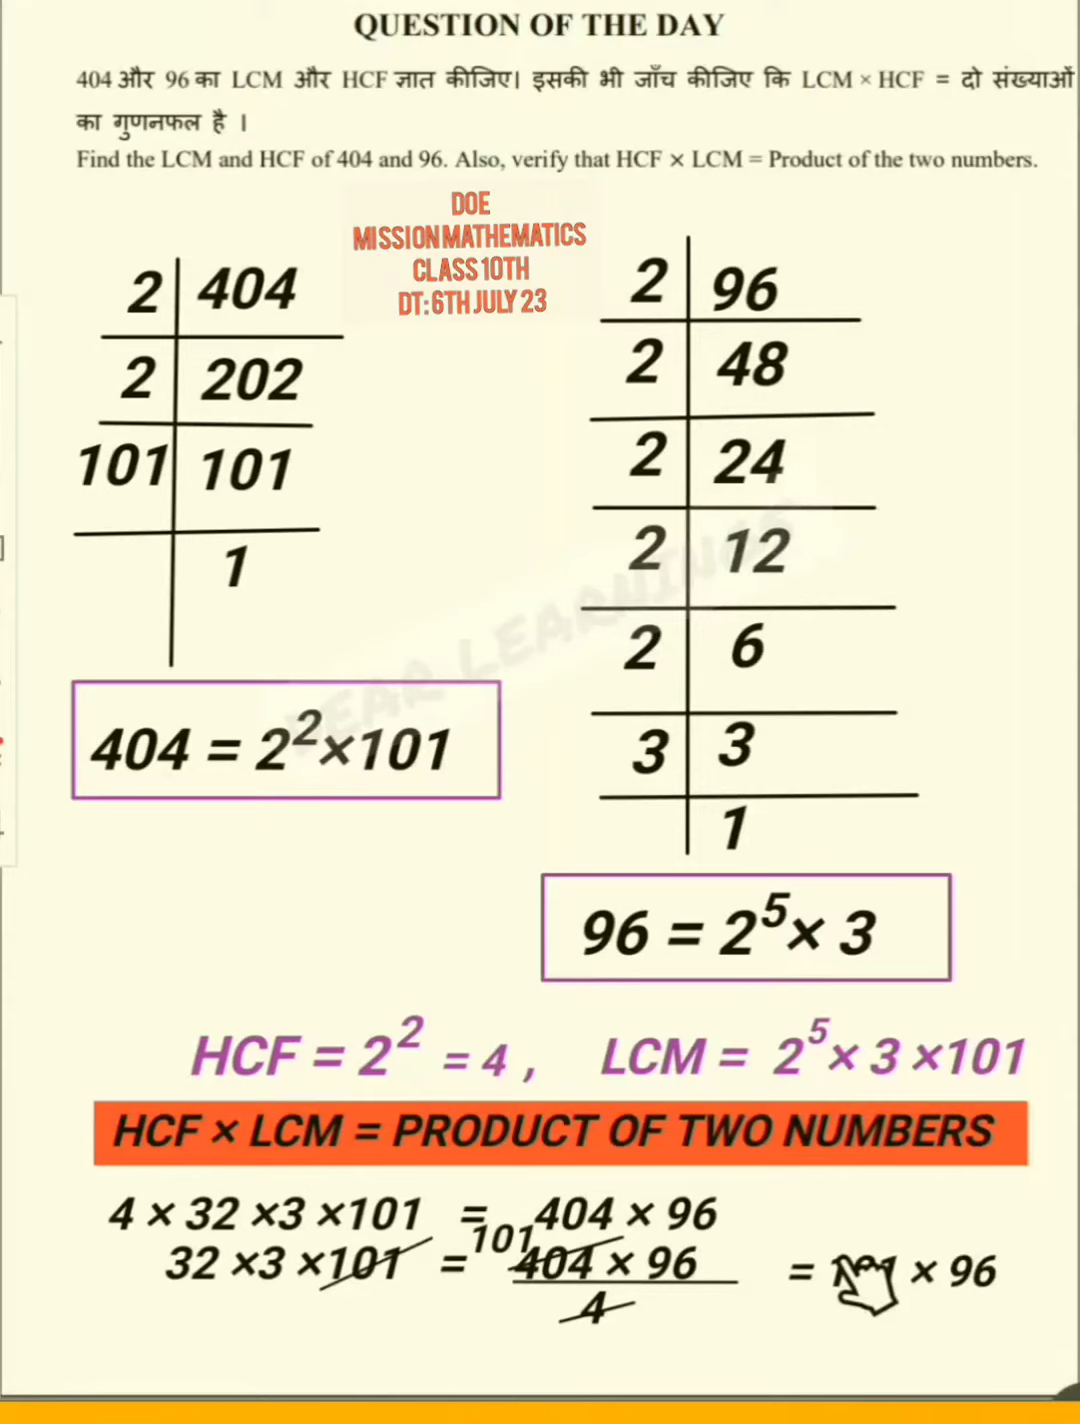 QUESTION OF THE DAY
404 और 96 का LCM और HCF ज्ञात कीजिए। इसकी भी जाँच कीजिए कि LCM × HCF = दो संख्याओं
का गुणनफल है ।
Find the LCM and HCF of 404 and 96. Also, verify that HCF × LCM = Product of the two numbers.
DOE
MISSION MATHEMATICS
CLASS 10TH
DT: 6TH JULY 23
2 404
2 202
101 101
1
404 = 2²×101
2 96
2 48
2 24
2 12
2 6
3 3
1
96 = 2⁵× 3
HCF = 2² = 4 , LCM = 2⁵× 3 ×101
HCF × LCM = PRODUCT OF TWO NUMBERS
4 × 32 ×3 ×101 = 404 × 96
101
32 ×3 ×101 = 404 × 96 = × 96
4
LEARNINGS